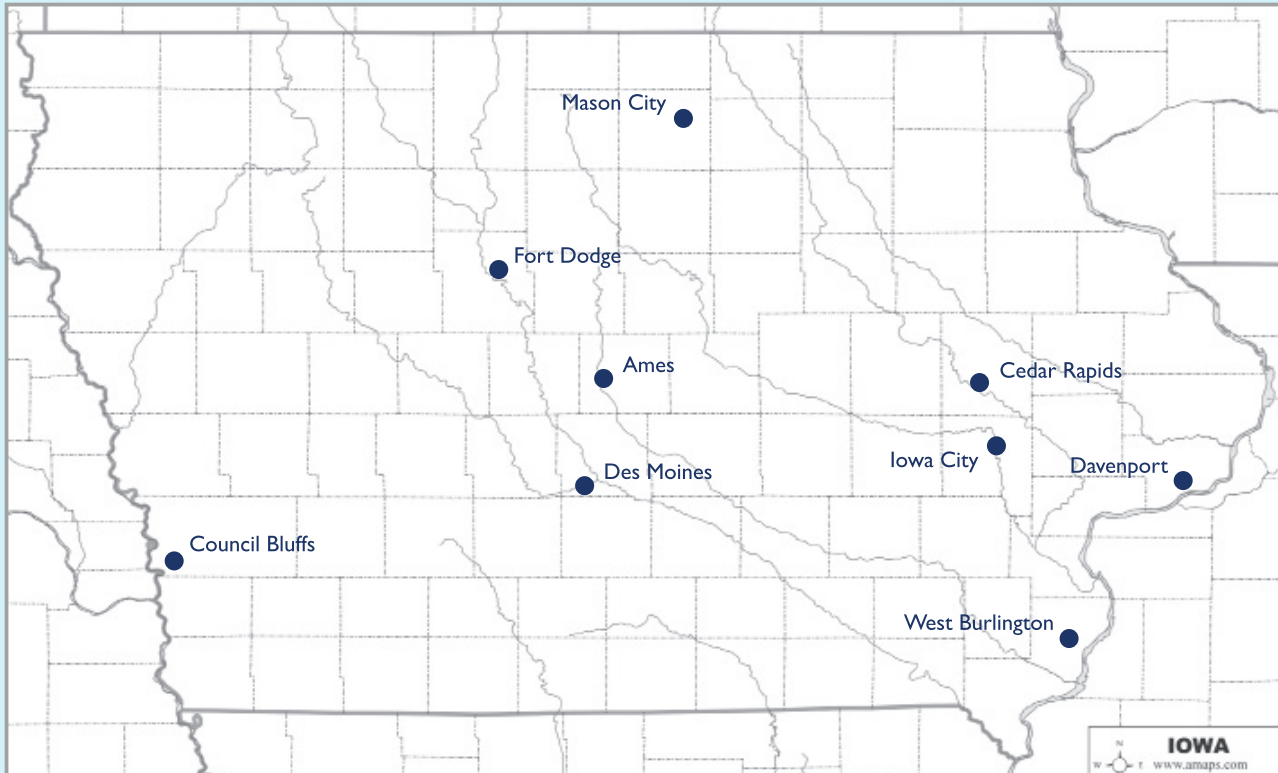 Mason City
Fort Dodge
Ames
Cedar Rapids
Iowa City
Davenport
Des Moines
Council Bluffs
West Burlington
N
IOWA
W E www.amaps.com